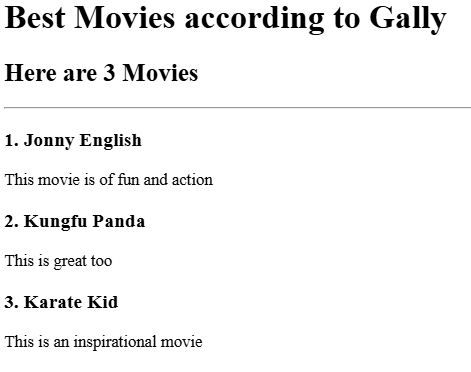 Best Movies according to Gally
Here are 3 Movies
1. Jonny English
This movie is of fun and action
2. Kungfu Panda
This is great too
3. Karate Kid
This is an inspirational movie